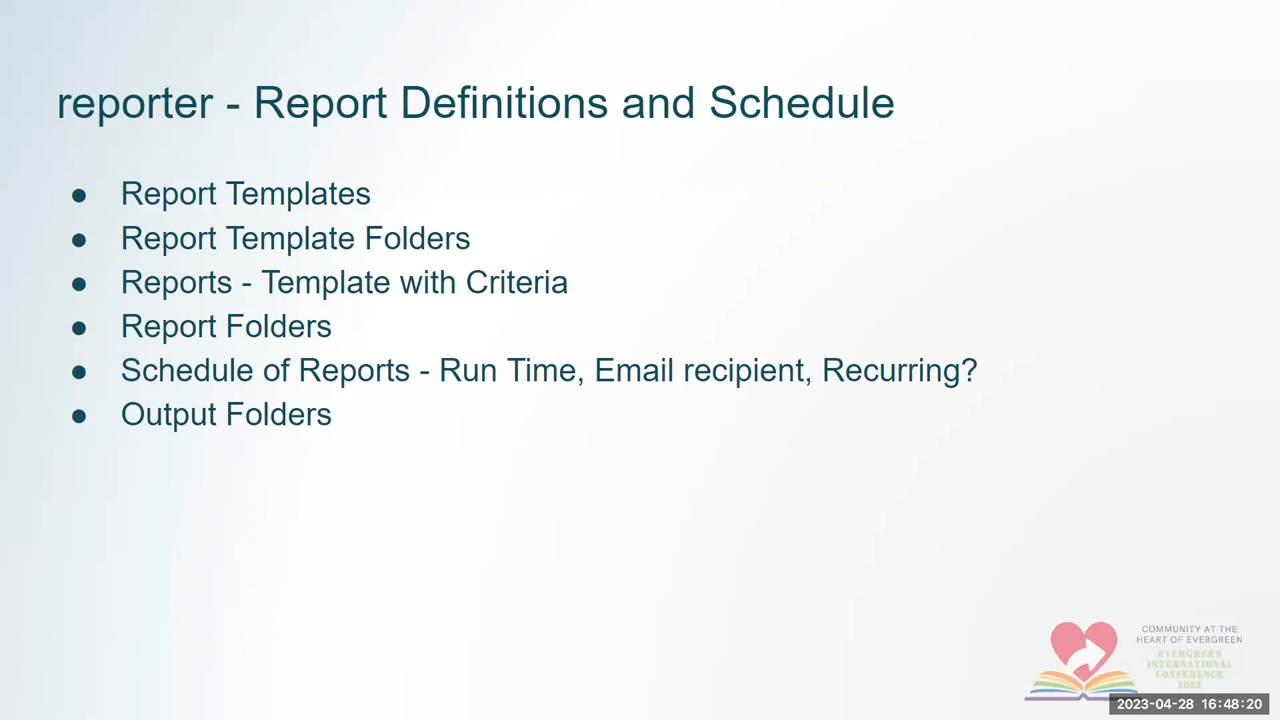 reporter - Report Definitions and Schedule
● Report Templates
● Report Template Folders
● Reports - Template with Criteria
● Report Folders
● Schedule of Reports - Run Time, Email recipient, Recurring?
● Output Folders
COMMUNITY AT THE
HEART OF EVERGREEN
EVERGREEN
INTERNATIONAL
CONFERENCE
2023
2023-04-28 16:48:20